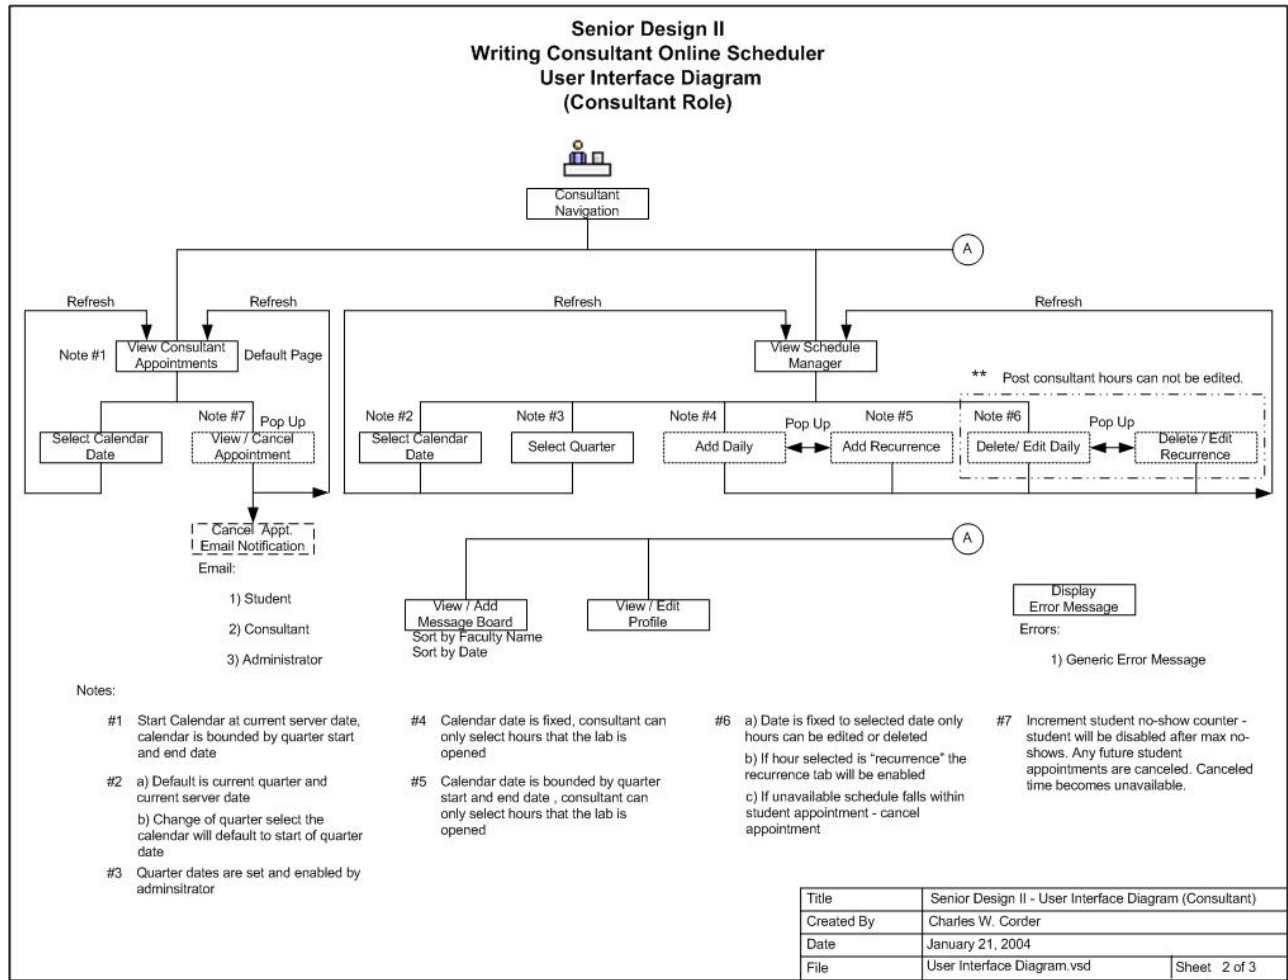 Senior Design II
Writing Consultant Online Scheduler
User Interface Diagram
(Consultant Role)
Consultant
Navigation
A
Refresh
Refresh
Refresh
Refresh
Note #1
View Consultant
Appointments
Default Page
View Schedule
Manager
** Post consultant hours can not be edited.
Note #7
Pop Up
Note #2
Note #3
Note #4
Pop Up
Note #5
Note #6
Pop Up
Select Calendar
Date
View / Cancel
Appointment
Select Calendar
Date
Select Quarter
Add Daily
Add Recurrence
Delete/ Edit Daily
Delete / Edit
Recurrence
Cancel Appt.
Email Notification
A
Email:
1) Student
2) Consultant
3) Administrator
View / Add
Message Board
Sort by Faculty Name
Sort by Date
View / Edit
Profile
Display
Error Message
Errors:
1) Generic Error Message
Notes:
#1 Start Calendar at current server date,
calendar is bounded by quarter start
and end date
#2 a) Default is current quarter and
current server date
b) Change of quarter select the
calendar will default to start of quarter
date
#3 Quarter dates are set and enabled by
adminsitrator
#4 Calendar date is fixed, consultant can
only select hours that the lab is
opened
#5 Calendar date is bounded by quarter
start and end date , consultant can
only select hours that the lab is
opened
#6 a) Date is fixed to selected date only
hours can be edited or deleted
b) If hour selected is "recurrence" the
recurrence tab will be enabled
c) If unavailable schedule falls within
student appointment - cancel
appointment
#7 Increment student no-show counter -
student will be disabled after max no-
shows. Any future student
appointments are canceled. Canceled
time becomes unavailable.
Title Senior Design II - User Interface Diagram (Consultant)
Created By Charles W. Corder
Date January 21, 2004
File User Interface Diagram.vsd Sheet 2 of 3